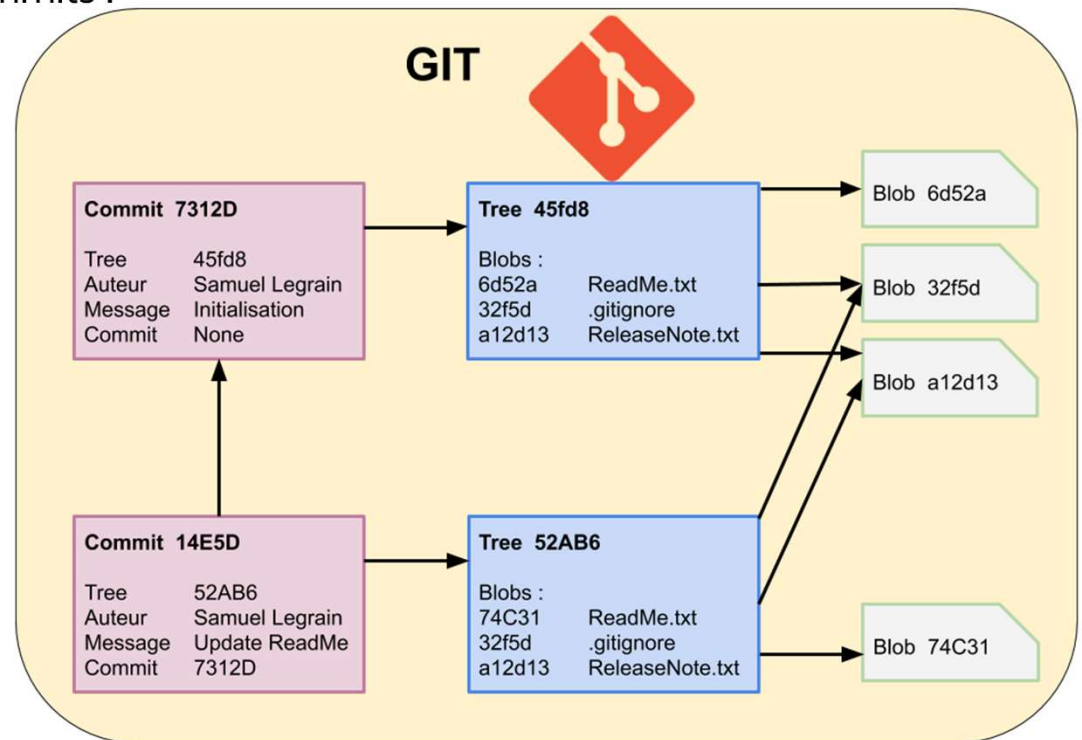 GIT
Commit 7312D
Tree 45fd8
Auteur Samuel Legrain
Message Initialisation
Commit None
Tree 45fd8
Blobs :
6d52a ReadMe.txt
32f5d .gitignore
a12d13 ReleaseNote.txt
Blob 6d52a
Blob 32f5d
Blob a12d13
Commit 14E5D
Tree 52AB6
Auteur Samuel Legrain
Message Update ReadMe
Commit 7312D
Tree 52AB6
Blobs :
74C31 ReadMe.txt
32f5d .gitignore
a12d13 ReleaseNote.txt
Blob 74C31